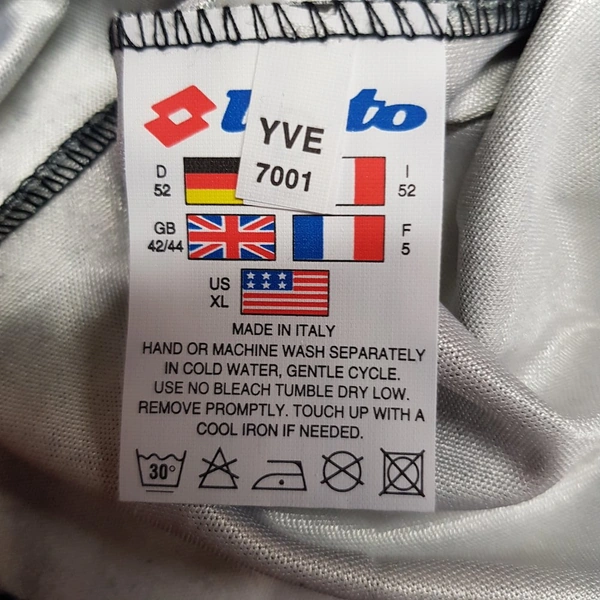 L to
YVE
7001
D
52
I
52
GB
42/44
F
5
US
XL
MADE IN ITALY
HAND OR MACHINE WASH SEPARATELY
IN COLD WATER, GENTLE CYCLE.
USE NO BLEACH TUMBLE DRY LOW.
REMOVE PROMPTLY. TOUCH UP WITH A
COOL IRON IF NEEDED.
30°